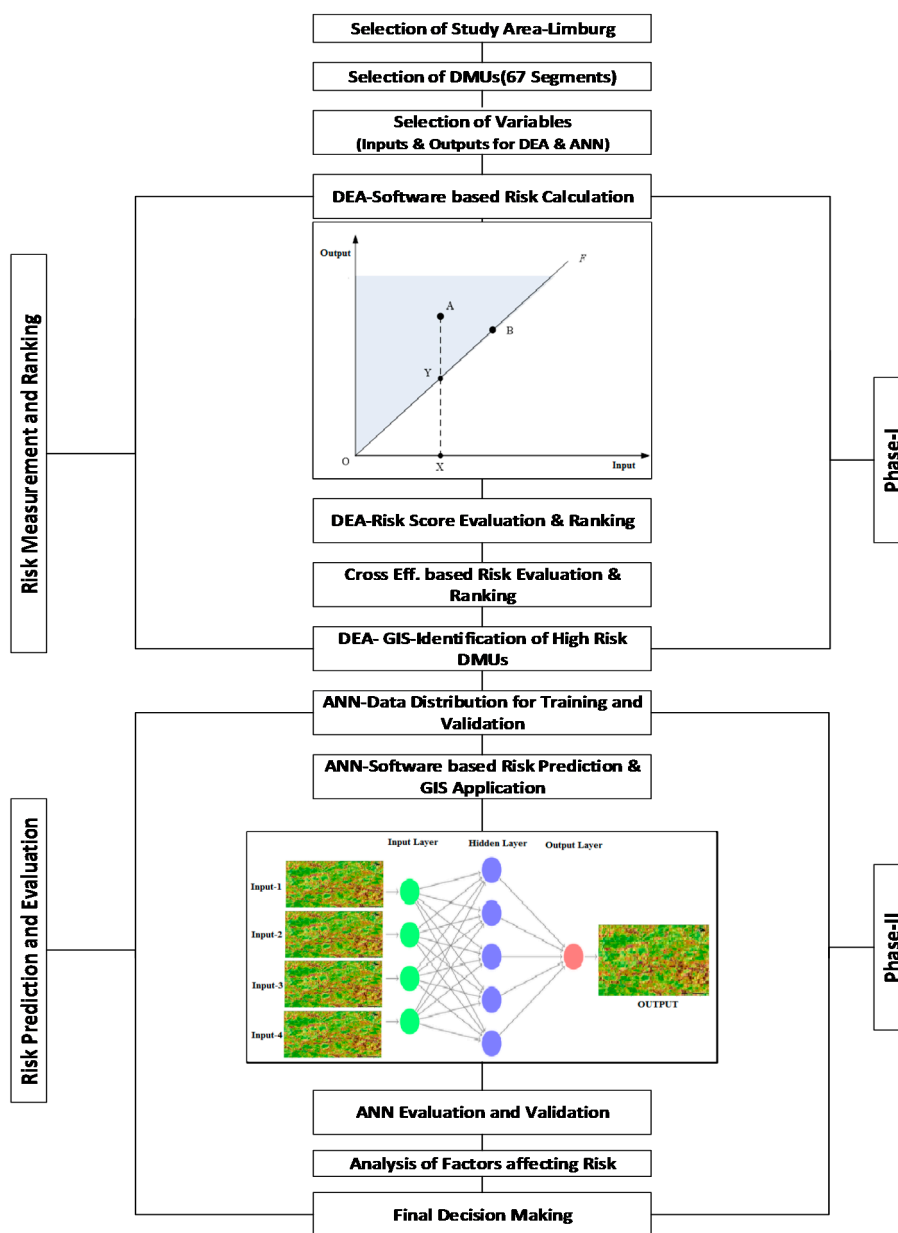 Selection of Study Area-Limburg
Selection of DMUs(67 Segments)
Selection of Variables
(Inputs & Outputs for DEA & ANN)
DEA-Software based Risk Calculation
Output
F
A
B
Y
O
X
Input
Risk Measurement and Ranking
Phase-I
DEA-Risk Score Evaluation & Ranking
Cross Eff. based Risk Evaluation &
Ranking
DEA- GIS-Identification of High Risk
DMUs
ANN-Data Distribution for Training and
Validation
ANN-Software based Risk Prediction &
GIS Application
Risk Prediction and Evaluation
Phase-II
Input Layer
Hidden Layer
Output Layer
Input-1
Input-2
Input-3
Input-4
OUTPUT
ANN Evaluation and Validation
Analysis of Factors affecting Risk
Final Decision Making